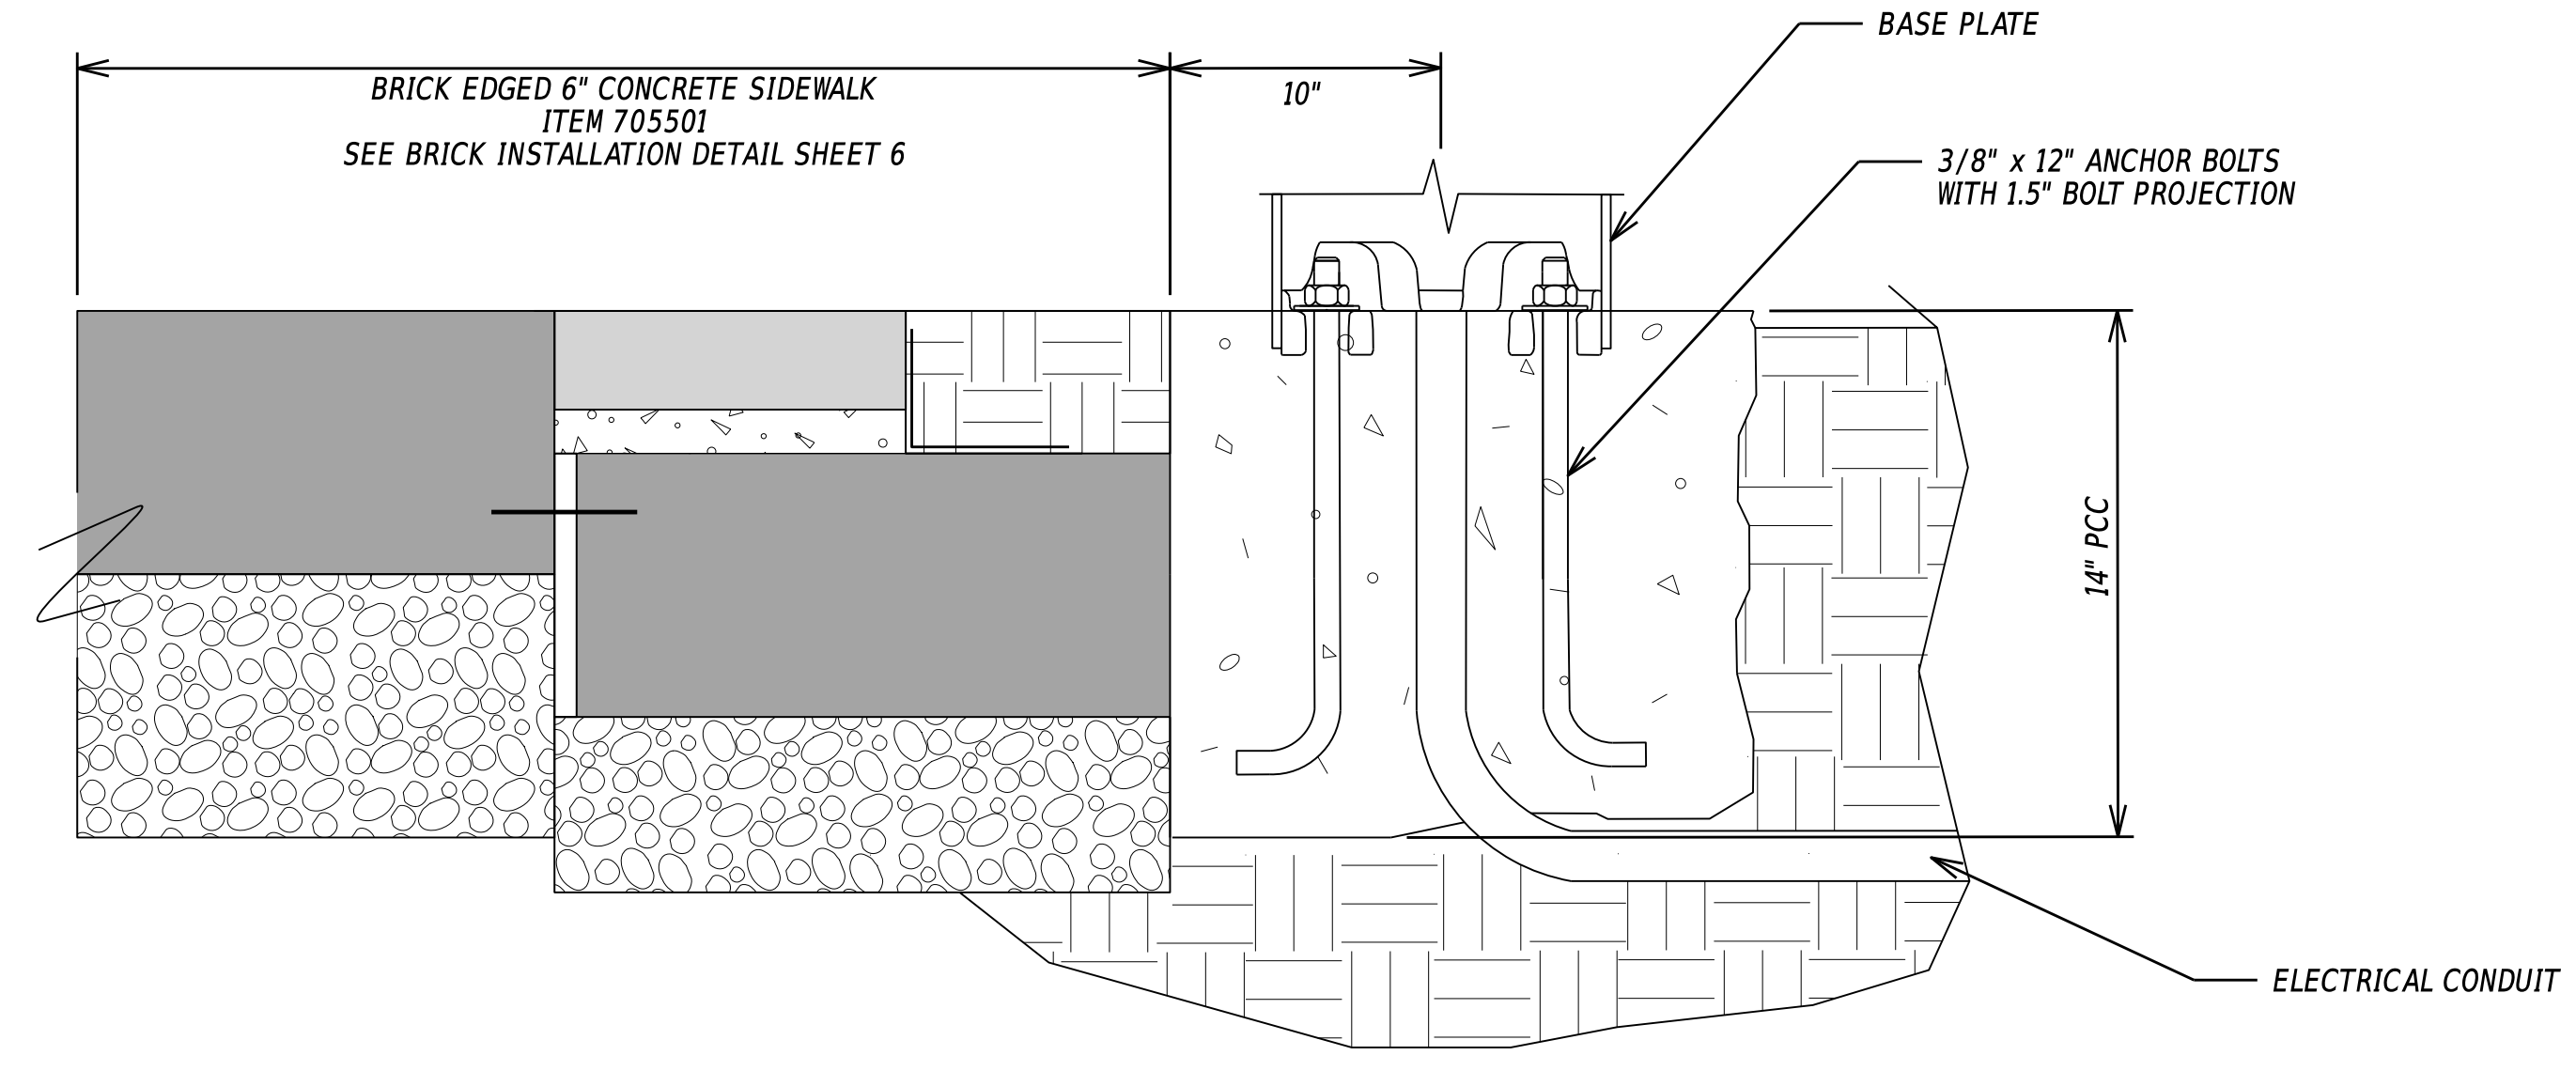 BASE PLATE
BRICK EDGED 6" CONCRETE SIDEWALK
ITEM 705501
SEE BRICK INSTALLATION DETAIL SHEET 6
10"
3/8" x 12" ANCHOR BOLTS
WITH 1.5" BOLT PROJECTION
14" PCC
ELECTRICAL CONDUIT